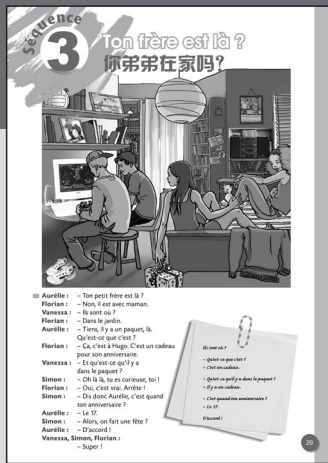 Séquence
3
Ton frère est là ?
你弟弟在家吗?
Aurélie : – Ton petit frère est là ?
Florian : – Non, il est avec maman.
Vanessa : – Ils sont où ?
Florian : – Dans le jardin.
Aurélie : – Tiens, il y a un paquet, là.
Qu'est-ce que c'est ?
Florian : – Ça, c'est à Hugo. C'est un cadeau
pour son anniversaire.
Vanessa : – Et qu'est-ce qu'il y a
dans le paquet ?
Simon : – Oh là là, tu es curieuse, toi !
Florian : – Oui, c'est vrai. Arrête !
Simon : – Dis donc Aurélie, c'est quand
ton anniversaire ?
Aurélie : – Le 17.
Simon : – Alors, on fait une fête ?
Aurélie : – D'accord !
Vanessa, Simon, Florian :
– Super !
Ils sont où ?
– Qu'est-ce que c'est ?
– C'est un cadeau.
– Qu'est-ce qu'il y a dans le paquet ?
– Il y a un cadeau.
– C'est quand ton anniversaire ?
– Le 17.
D'accord !
29